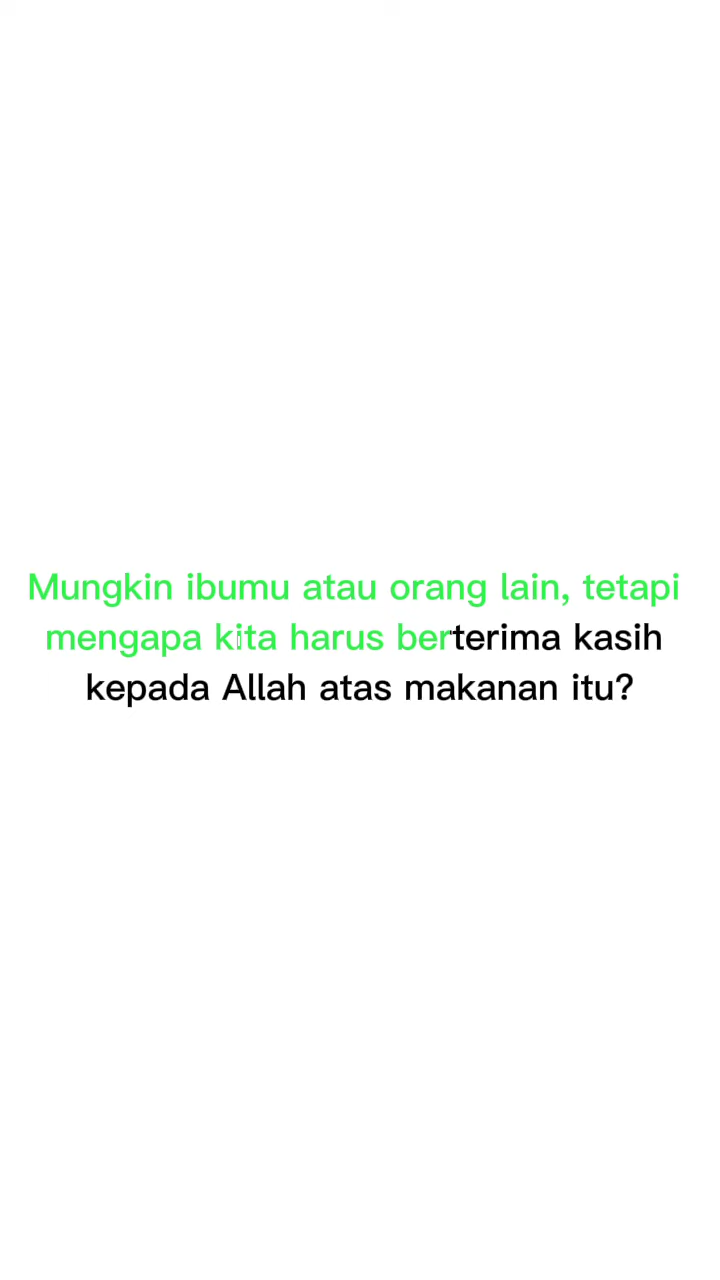 Mungkin ibumu atau orang lain, tetapi
mengapa kita harus berterima kasih
kepada Allah atas makanan itu?